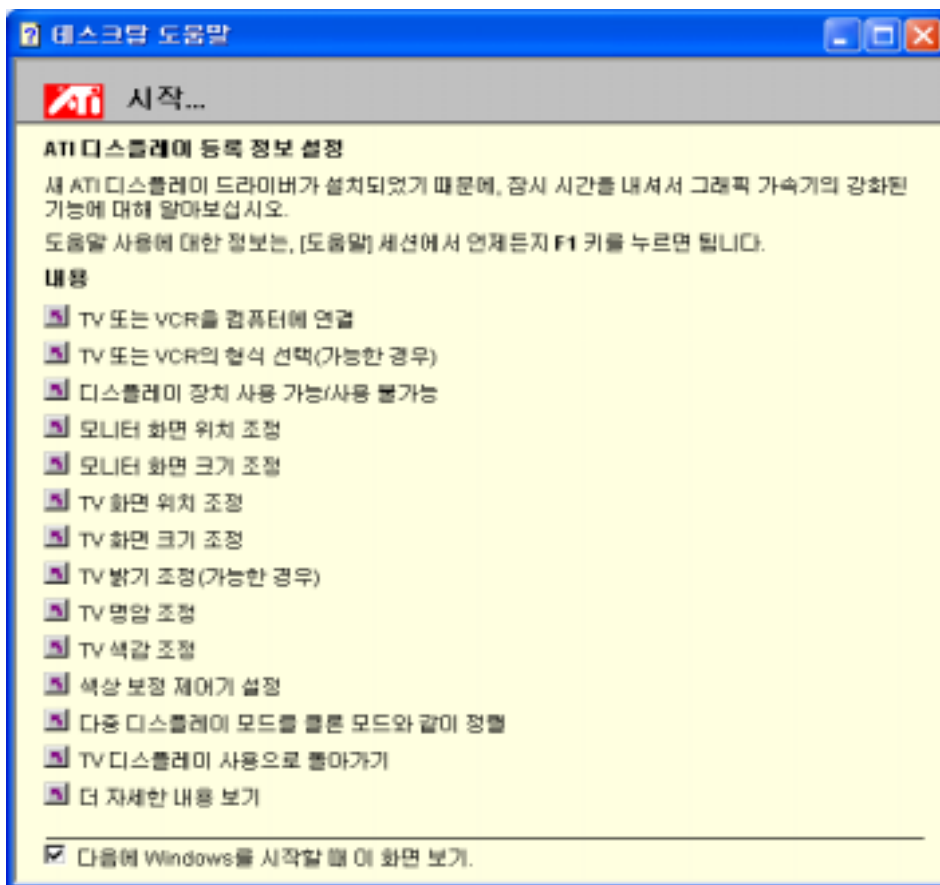 데스크탑 도움말
ATi 시작...
ATI 디스플레이 등록 정보 설정
새 ATI 디스플레이 드라이버가 설치되었기 때문에, 잠시 시간을 내셔서 그래픽 가속기의 강화된
기능에 대해 알아보십시오.
도움말 사용에 대한 정보는, [도움말] 세션에서 언제든지 F1 키를 누르면 됩니다.
내용
TV 또는 VCR을 컴퓨터에 연결
TV 또는 VCR의 형식 선택(가능한 경우)
디스플레이 장치 사용 가능/사용 불가능
모니터 화면 위치 조정
모니터 화면 크기 조정
TV 화면 위치 조정
TV 화면 크기 조정
TV 밝기 조정(가능한 경우)
TV 명암 조정
TV 색감 조정
색상 보정 제어기 설정
다중 디스플레이 모드를 클론 모드와 같이 정렬
TV 디스플레이 사용으로 돌아가기
더 자세한 내용 보기
다음에 Windows를 시작할 때 이 화면 보기.